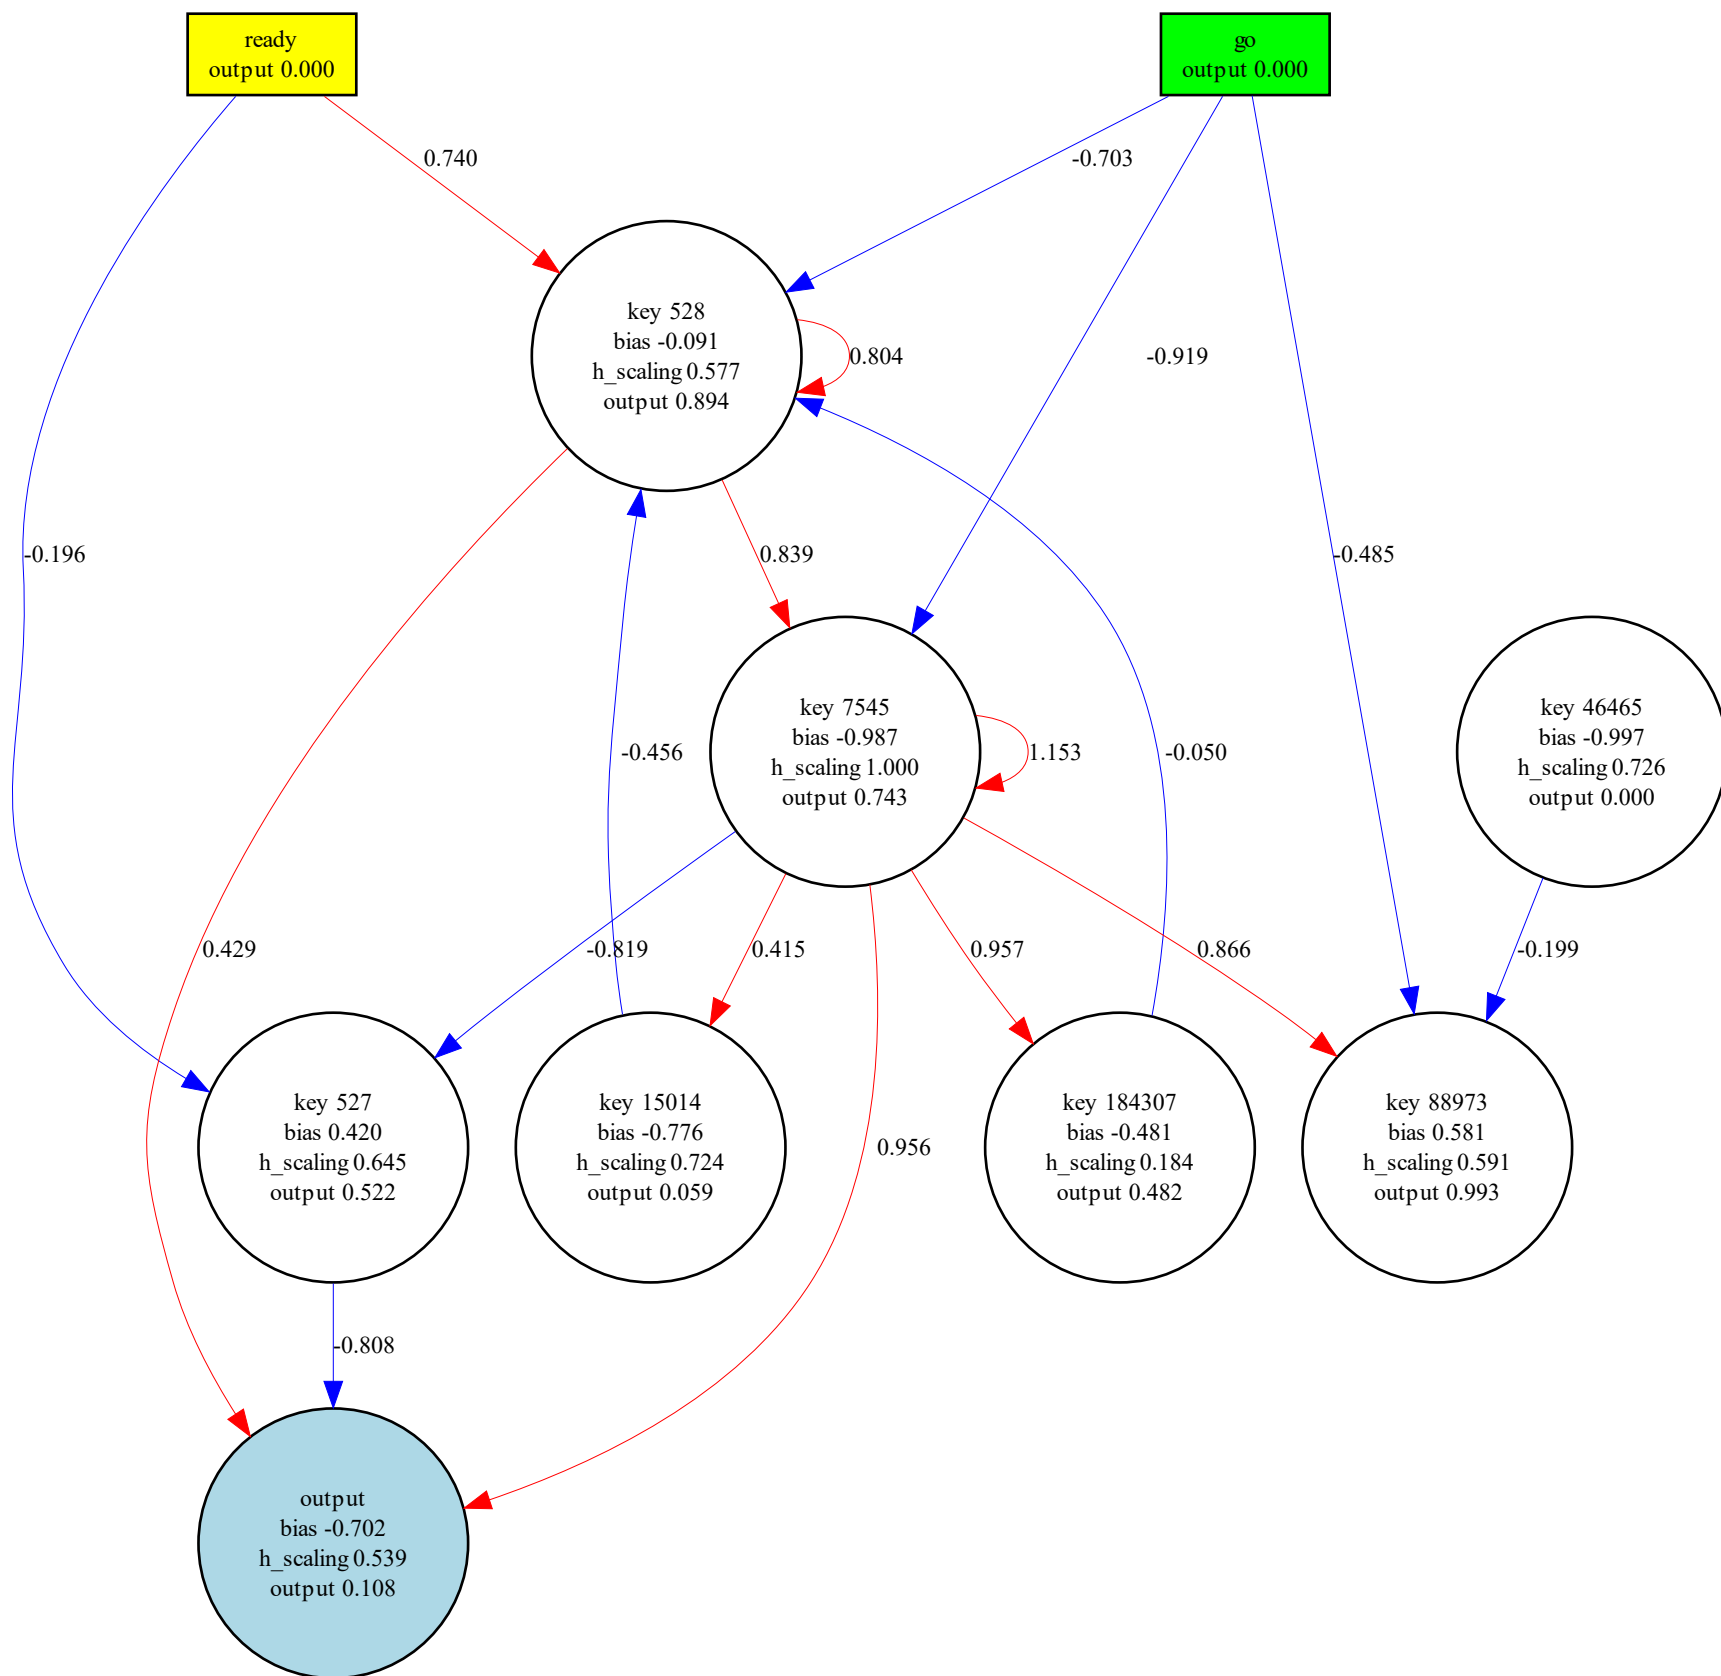 ready
output 0.000
go
output 0.000
0.740
-0.703
key 528
bias -0.091
h_scaling 0.577
output 0.894
0.804
-0.919
-0.196
0.839
-0.485
key 7545
bias -0.987
h_scaling 1.000
output 0.743
1.153
-0.456
-0.050
key 46465
bias -0.997
h_scaling 0.726
output 0.000
0.429
-0.819
0.415
0.957
0.866
-0.199
key 527
bias 0.420
h_scaling 0.645
output 0.522
key 15014
bias -0.776
h_scaling 0.724
output 0.059
0.956
key 184307
bias -0.481
h_scaling 0.184
output 0.482
key 88973
bias 0.581
h_scaling 0.591
output 0.993
-0.808
output
bias -0.702
h_scaling 0.539
output 0.108